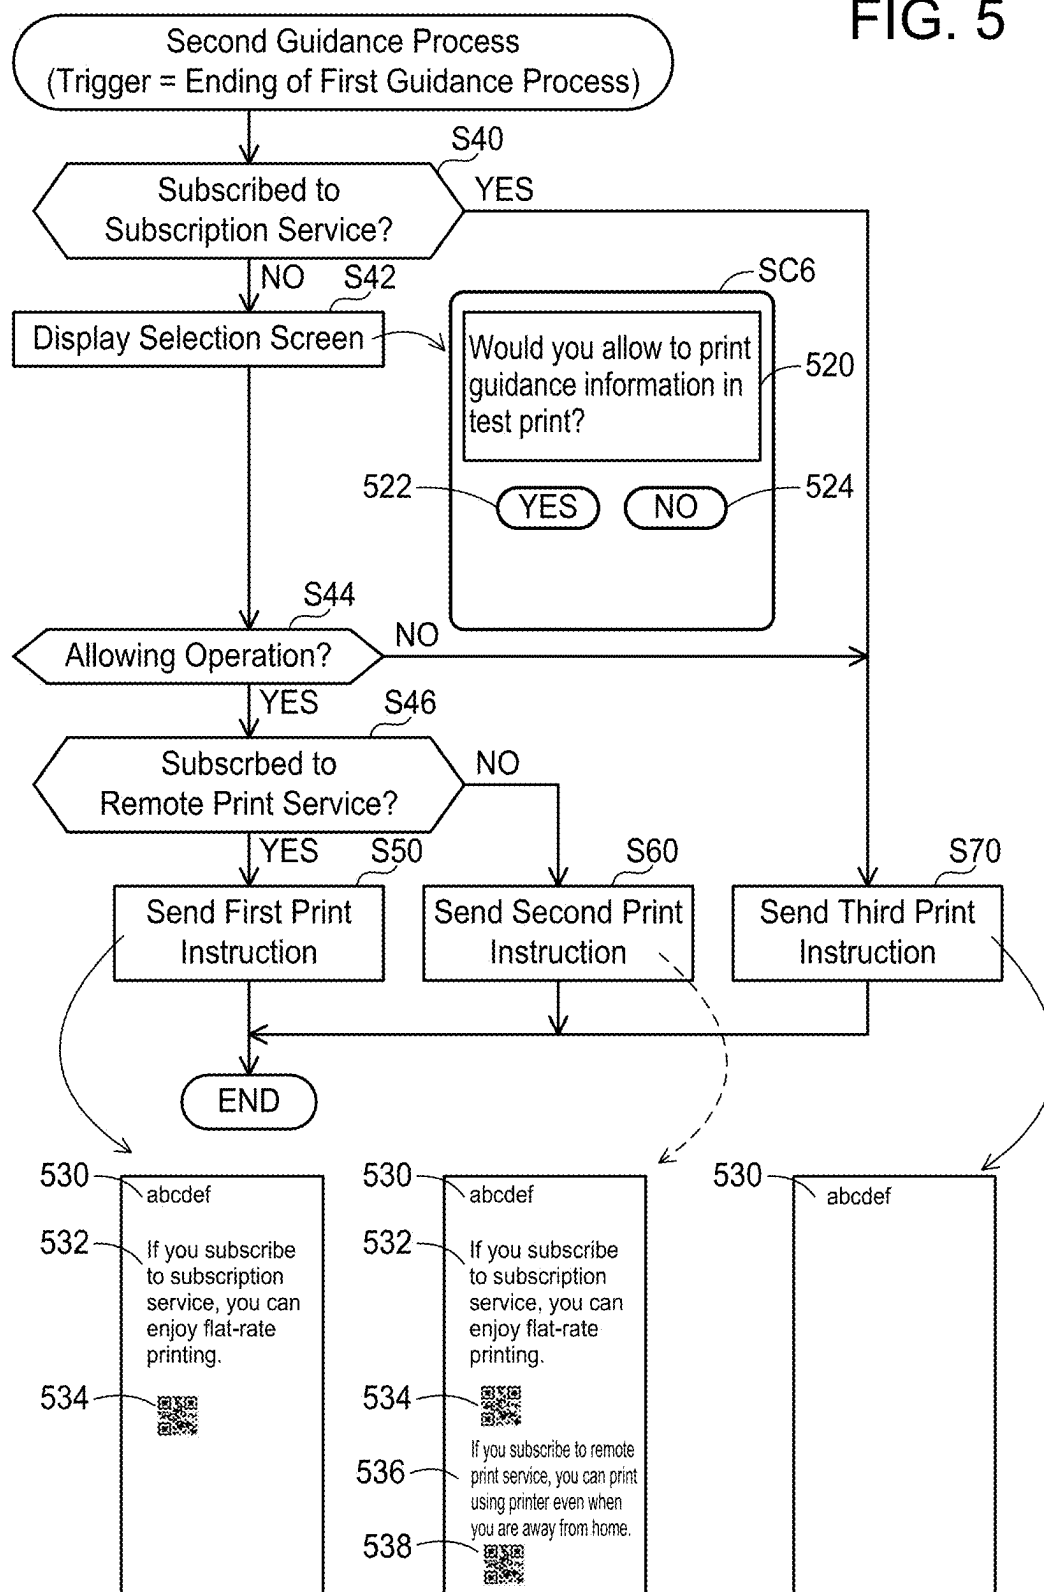 FIG. 5
Second Guidance Process
(Trigger = Ending of First Guidance Process)
S40
Subscribed to
Subscription Service?
YES
NO
S42
Display Selection Screen
SC6
Would you allow to print
guidance information in
test print?
520
522
YES
NO
524
S44
Allowing Operation?
NO
YES
S46
Subscrbed to
Remote Print Service?
NO
YES
S50
Send First Print
Instruction
S60
Send Second Print
Instruction
S70
Send Third Print
Instruction
END
530
abcdef
532
If you subscribe
to subscription
service, you can
enjoy flat-rate
printing.
534
530
abcdef
532
If you subscribe
to subscription
service, you can
enjoy flat-rate
printing.
534
536
If you subscribe to remote
print service, you can print
using printer even when
you are away from home.
538
530
abcdef